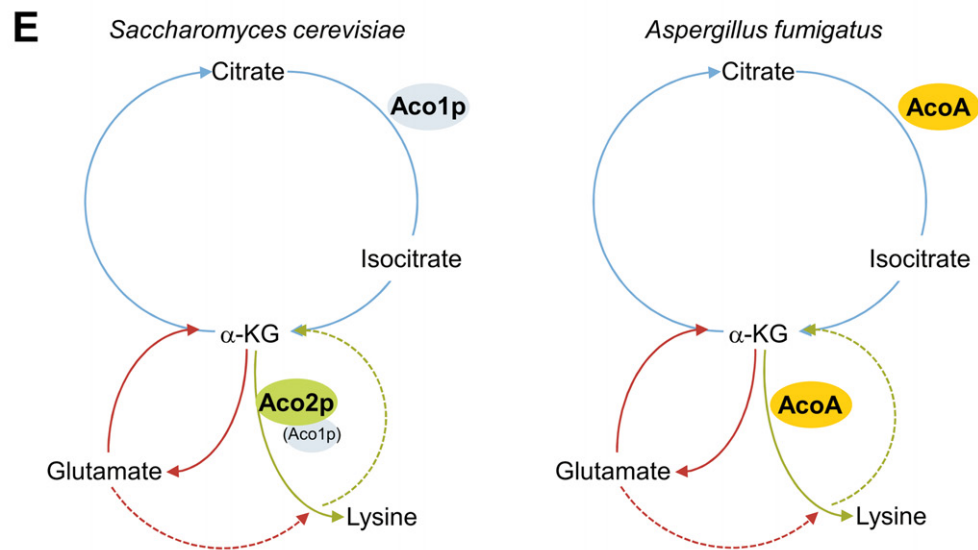 E
Saccharomyces cerevisiae
Citrate
Aco1p
Isocitrate
α-KG
Aco2p
(Aco1p)
Glutamate
Lysine
Aspergillus fumigatus
Citrate
AcoA
Isocitrate
α-KG
AcoA
Glutamate
Lysine